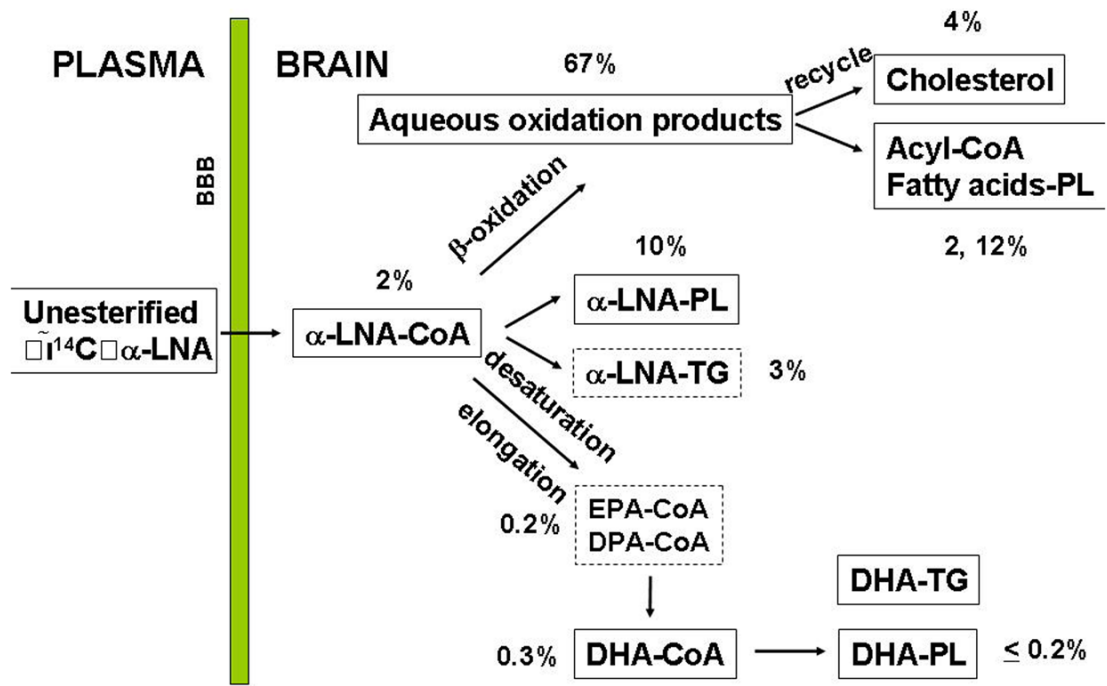 4%
PLASMA
BRAIN
67%
recycle
Cholesterol
Aqueous oxidation products
Acyl-CoA
Fatty acids-PL
BBB
β-oxidation
2, 12%
10%
2%
Unesterified
□ĩ¹⁴C□α-LNA
α-LNA-CoA
α-LNA-PL
α-LNA-TG
3%
desaturation
elongation
EPA-CoA
0.2%
DPA-CoA
DHA-TG
0.3%
DHA-CoA
DHA-PL
≤ 0.2%